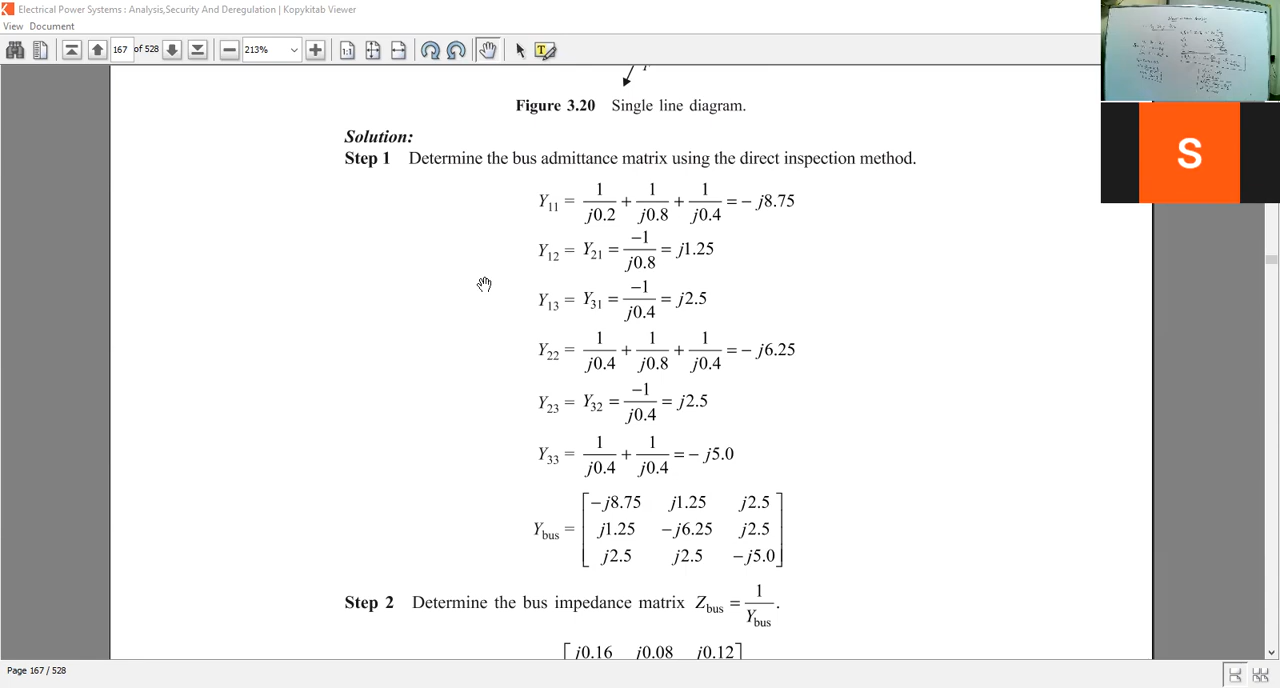 Electrical Power Systems : Analysis,Security And Deregulation | Kopykitab Viewer
View Document
167 of 528 213% 1:1 T
Figure 3.20 Single line diagram.
Solution:
Step 1 Determine the bus admittance matrix using the direct inspection method.
Y11 = 1/j0.2 + 1/j0.8 + 1/j0.4 = – j8.75
Y12 = Y21 = –1/j0.8 = j1.25
Y13 = Y31 = –1/j0.4 = j2.5
Y22 = 1/j0.4 + 1/j0.8 + 1/j0.4 = – j6.25
Y23 = Y32 = –1/j0.4 = j2.5
Y33 = 1/j0.4 + 1/j0.4 = – j5.0
Ybus = [ –j8.75 j1.25 j2.5
j1.25 –j6.25 j2.5
j2.5 j2.5 –j5.0 ]
Step 2 Determine the bus impedance matrix Zbus = 1/Ybus.
[ j0.16 j0.08 j0.12 ]
S
Page 167 / 528